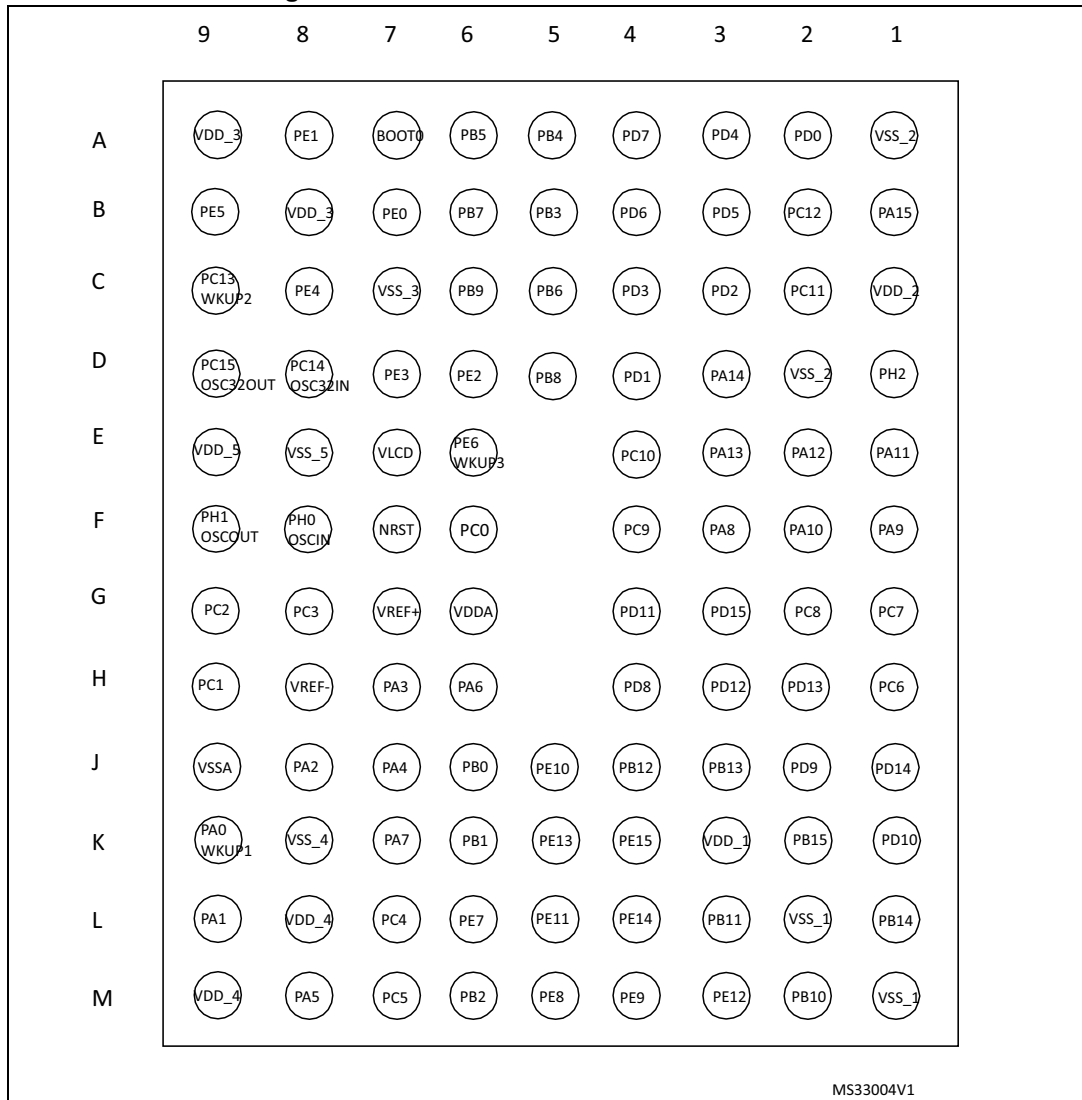 9 8 7 6 5 4 3 2 1
A VDD_3 PE1 BOOT0 PB5 PB4 PD7 PD4 PD0 VSS_2
B PE5 VDD_3 PE0 PB7 PB3 PD6 PD5 PC12 PA15
C PC13 WKUP2 PE4 VSS_3 PB9 PB6 PD3 PD2 PC11 VDD_2
D PC15 OSC32OUT PC14 OSC32IN PE3 PE2 PB8 PD1 PA14 VSS_2 PH2
E VDD_5 VSS_5 VLCD PE6 WKUP3 PC10 PA13 PA12 PA11
F PH1 OSCOUT PH0 OSCIN NRST PC0 PC9 PA8 PA10 PA9
G PC2 PC3 VREF+ VDDA PD11 PD15 PC8 PC7
H PC1 VREF- PA3 PA6 PD8 PD12 PD13 PC6
J VSSA PA2 PA4 PB0 PE10 PB12 PB13 PD9 PD14
K PA0 WKUP1 VSS_4 PA7 PB1 PE13 PE15 VDD_1 PB15 PD10
L PA1 VDD_4 PC4 PE7 PE11 PE14 PB11 VSS_1 PB14
M VDD_4 PA5 PC5 PB2 PE8 PE9 PE12 PB10 VSS_1
MS33004V1